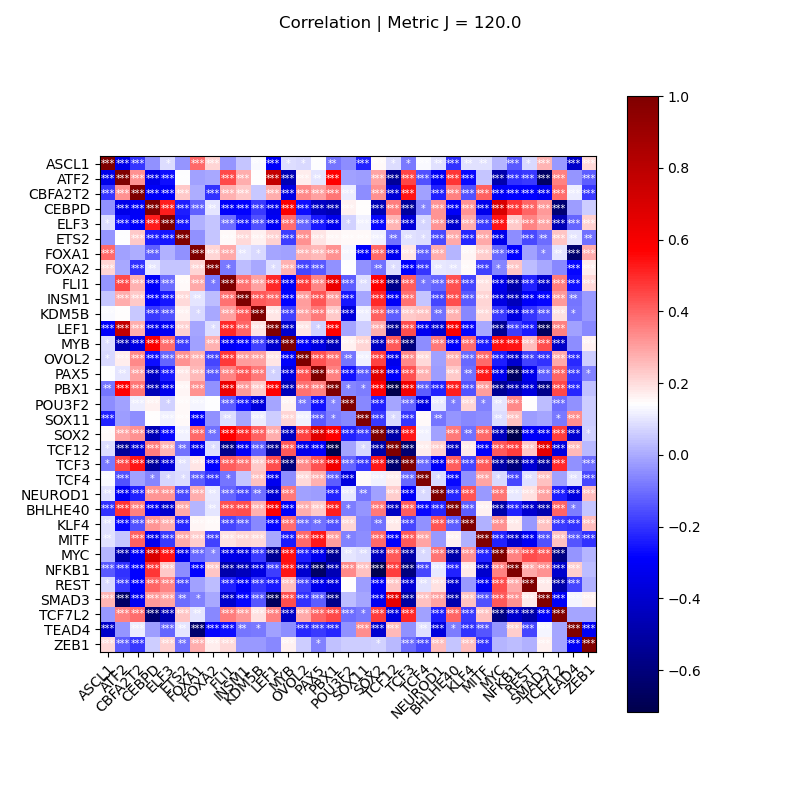 Correlation | Metric J = 120.0
ASCL1
ATF2
CBFA2T2
CEBPD
ELF3
ETS2
FOXA1
FOXA2
FLI1
INSM1
KDM5B
LEF1
MYB
OVOL2
PAX5
PBX1
POU3F2
SOX11
SOX2
TCF12
TCF3
TCF4
NEUROD1
BHLHE40
KLF4
MITF
MYC
NFKB1
REST
SMAD3
TCF7L2
TEAD4
ZEB1
ASCL1
ATF2
CBFA2T2
CEBPD
ELF3
ETS2
FOXA1
FOXA2
FLI1
INSM1
KDM5B
LEF1
MYB
OVOL2
PAX5
PBX1
POU3F2
SOX11
SOX2
TCF12
TCF3
TCF4
NEUROD1
BHLHE40
KLF4
MITF
MYC
NFKB1
REST
SMAD3
TCF7L2
TEAD4
ZEB1
1.0
0.8
0.6
0.4
0.2
0.0
−0.2
−0.4
−0.6